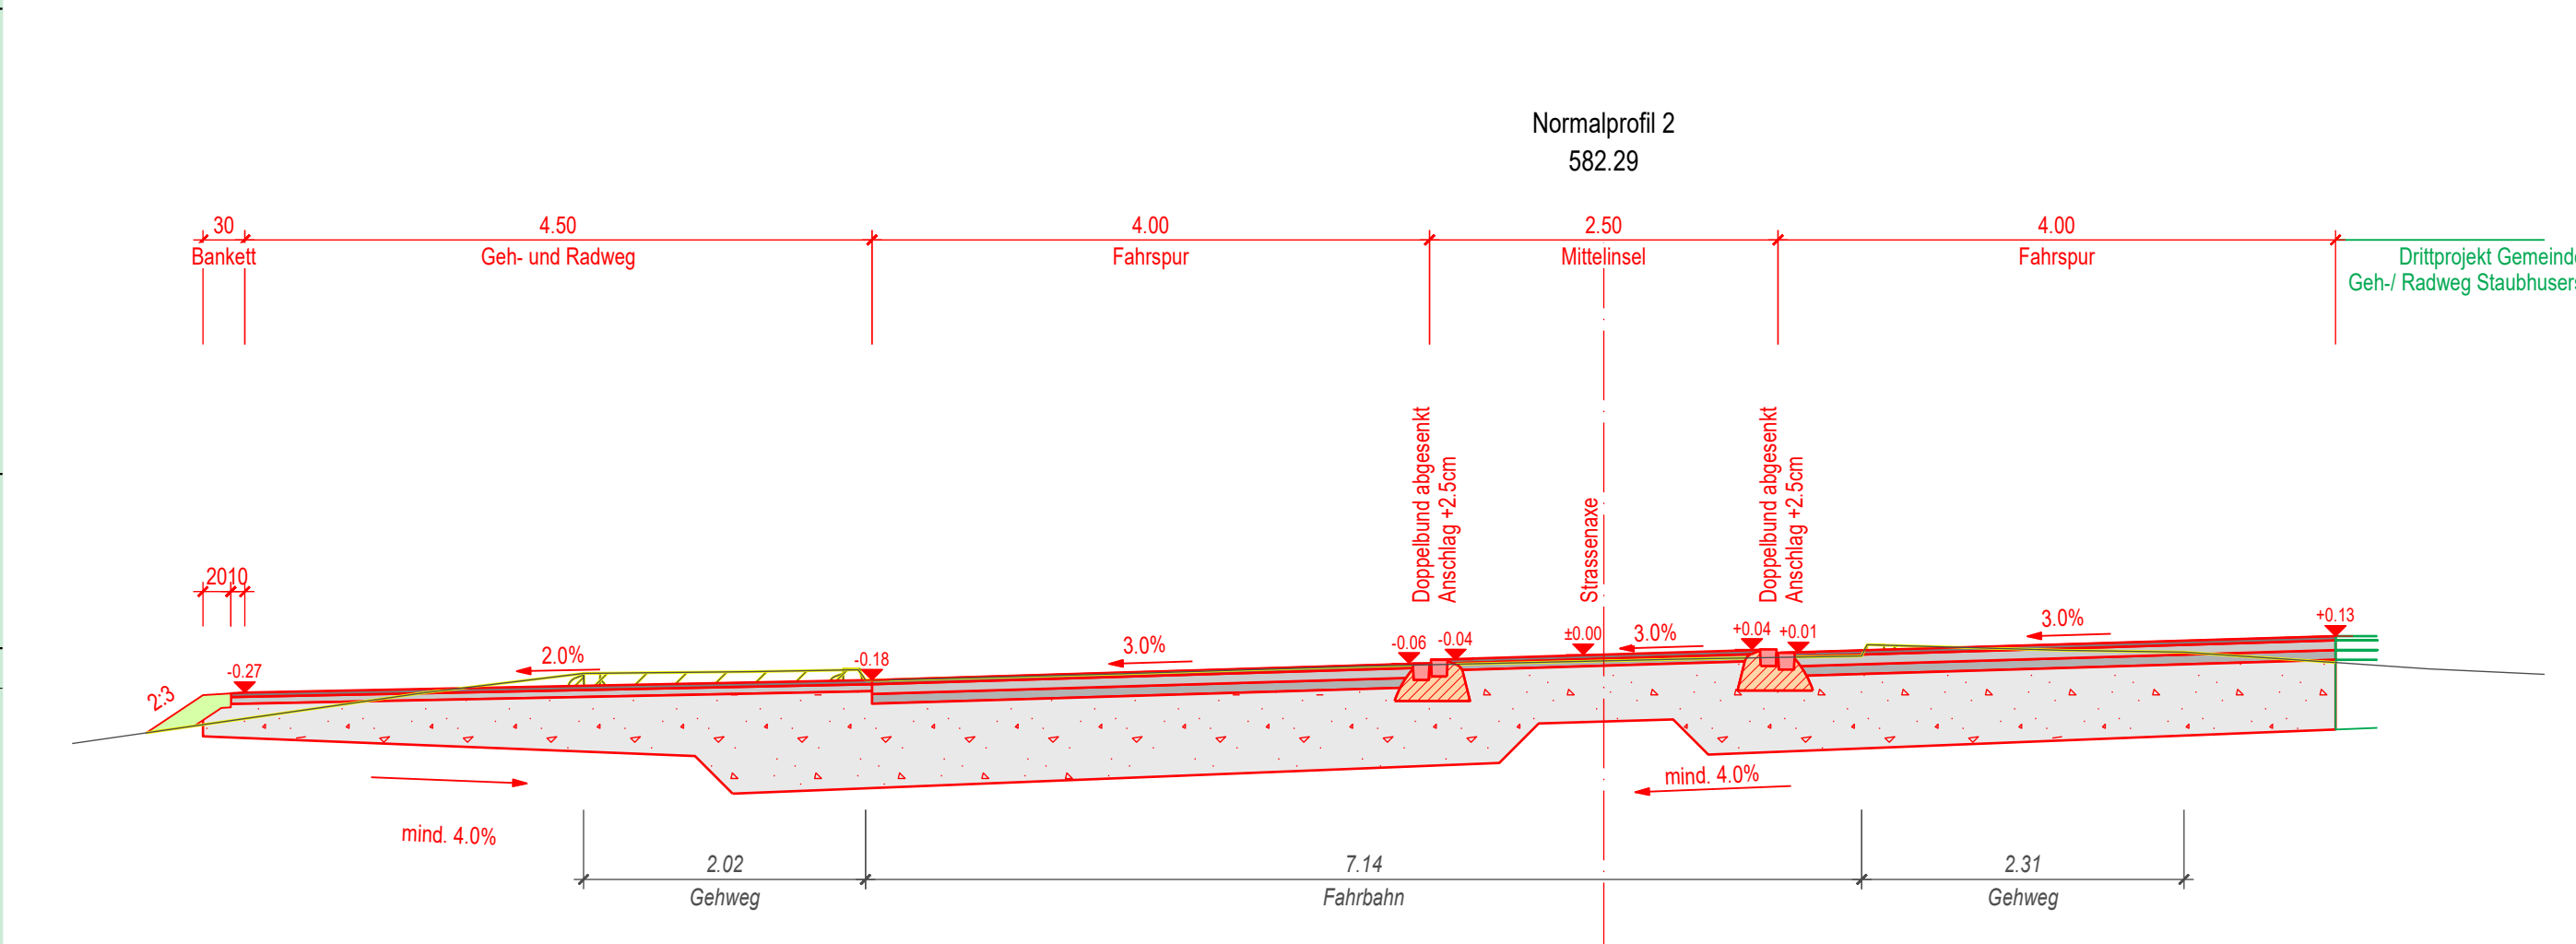 Normalprofil 2
582.29
30
4.50
4.00
2.50
4.00
Bankett
Geh- und Radweg
Fahrspur
Mittelinsel
Fahrspur
Drittprojekt
Geh-/ Radweg
Doppelbund abgesenkt
Anschlag +2.5cm
Strassenaxe
Doppelbund abgesenkt
Anschlag +2.5cm
2010
2:3
-0.27
2.0%
-0.18
3.0%
-0.06
-0.04
±0.00
3.0%
+0.04
+0.01
3.0%
+0.13
mind. 4.0%
mind. 4.0%
2.02
7.14
2.31
Gehweg
Fahrbahn
Gehweg